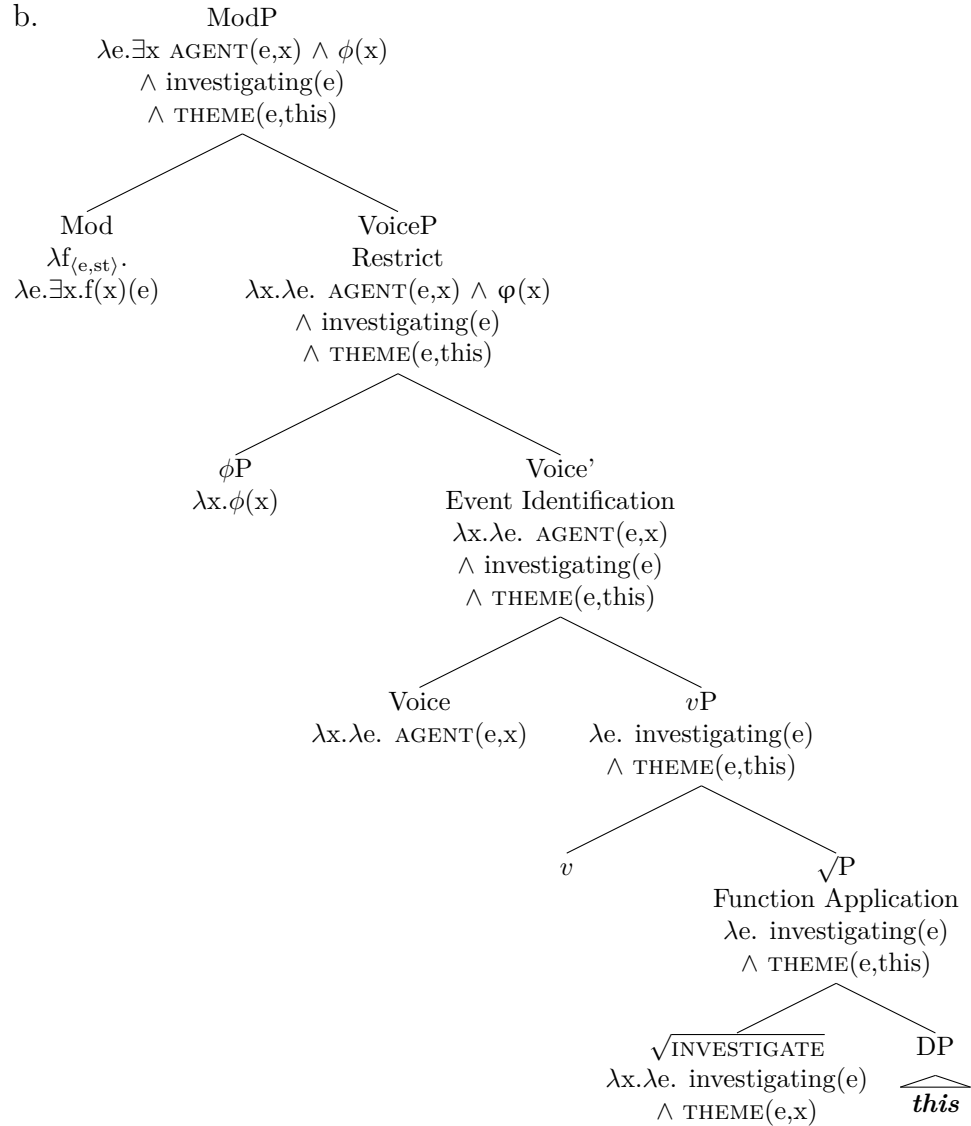 b.
ModP
λe.∃x AGENT(e,x) ∧ ϕ(x)
∧ investigating(e)
∧ THEME(e,this)
Mod
λf⟨e,st⟩.
λe.∃x.f(x)(e)
VoiceP
Restrict
λx.λe. AGENT(e,x) ∧ φ(x)
∧ investigating(e)
∧ THEME(e,this)
ϕP
λx.ϕ(x)
Voice'
Event Identification
λx.λe. AGENT(e,x)
∧ investigating(e)
∧ THEME(e,this)
Voice
λx.λe. AGENT(e,x)
vP
λe. investigating(e)
∧ THEME(e,this)
v
√P
Function Application
λe. investigating(e)
∧ THEME(e,this)
√INVESTIGATE
λx.λe. investigating(e)
∧ THEME(e,x)
DP
this